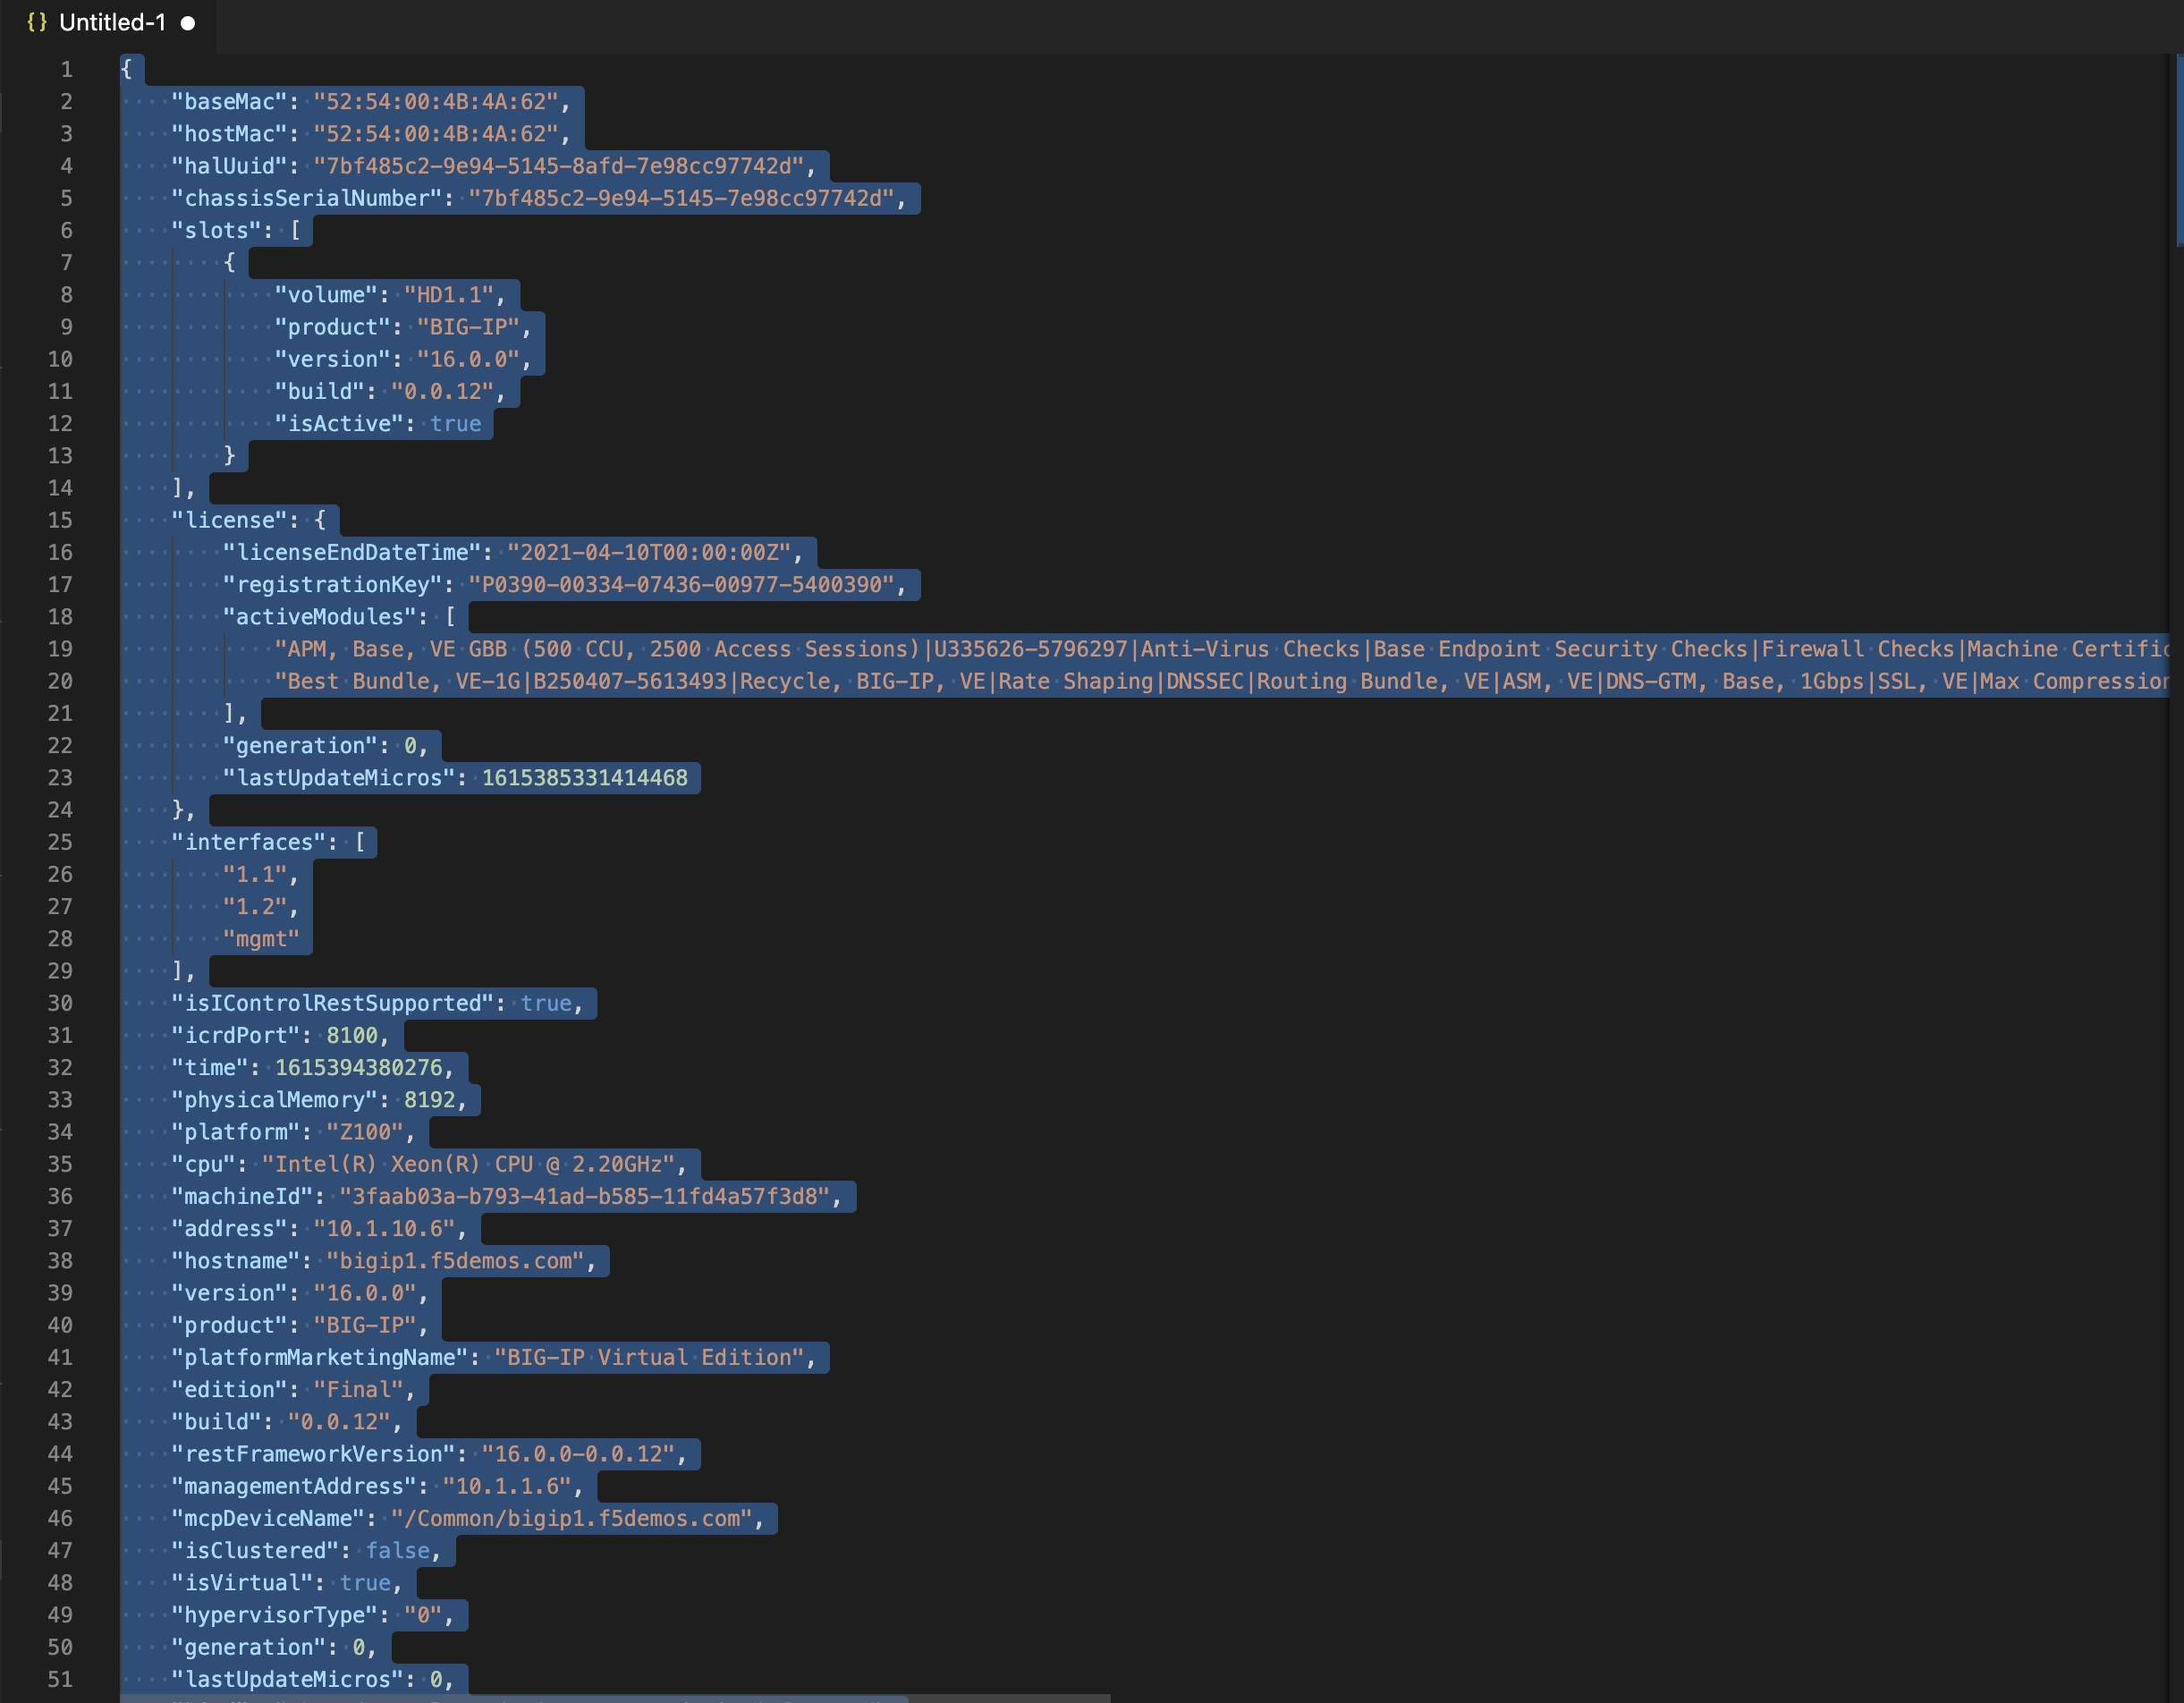 {} Untitled-1 ●
1 {
2 "baseMac": "52:54:00:4B:4A:62",
3 "hostMac": "52:54:00:4B:4A:62",
4 "halUuid": "7bf485c2-9e94-5145-8afd-7e98cc97742d",
5 "chassisSerialNumber": "7bf485c2-9e94-5145-7e98cc97742d",
6 "slots": [
7 {
8 "volume": "HD1.1",
9 "product": "BIG-IP",
10 "version": "16.0.0",
11 "build": "0.0.12",
12 "isActive": true
13 }
14 ],
15 "license": {
16 "licenseEndDateTime": "2021-04-10T00:00:00Z",
17 "registrationKey": "P0390-00334-07436-00977-5400390",
18 "activeModules": [
19 "APM, Base, VE GBB (500 CCU, 2500 Access Sessions)|U335626-5796297|Anti-Virus Checks|Base Endpoint Security Checks|Firewall Checks|Machine Certific
20 "Best Bundle, VE-1G|B250407-5613493|Recycle, BIG-IP, VE|Rate Shaping|DNSSEC|Routing Bundle, VE|ASM, VE|DNS-GTM, Base, 1Gbps|SSL, VE|Max Compression
21 ],
22 "generation": 0,
23 "lastUpdateMicros": 1615385331414468
24 },
25 "interfaces": [
26 "1.1",
27 "1.2",
28 "mgmt"
29 ],
30 "isIControlRestSupported": true,
31 "icrdPort": 8100,
32 "time": 1615394380276,
33 "physicalMemory": 8192,
34 "platform": "Z100",
35 "cpu": "Intel(R) Xeon(R) CPU @ 2.20GHz",
36 "machineId": "3faab03a-b793-41ad-b585-11fd4a57f3d8",
37 "address": "10.1.10.6",
38 "hostname": "bigip1.f5demos.com",
39 "version": "16.0.0",
40 "product": "BIG-IP",
41 "platformMarketingName": "BIG-IP Virtual Edition",
42 "edition": "Final",
43 "build": "0.0.12",
44 "restFrameworkVersion": "16.0.0-0.0.12",
45 "managementAddress": "10.1.1.6",
46 "mcpDeviceName": "/Common/bigip1.f5demos.com",
47 "isClustered": false,
48 "isVirtual": true,
49 "hypervisorType": "0",
50 "generation": 0,
51 "lastUpdateMicros": 0,